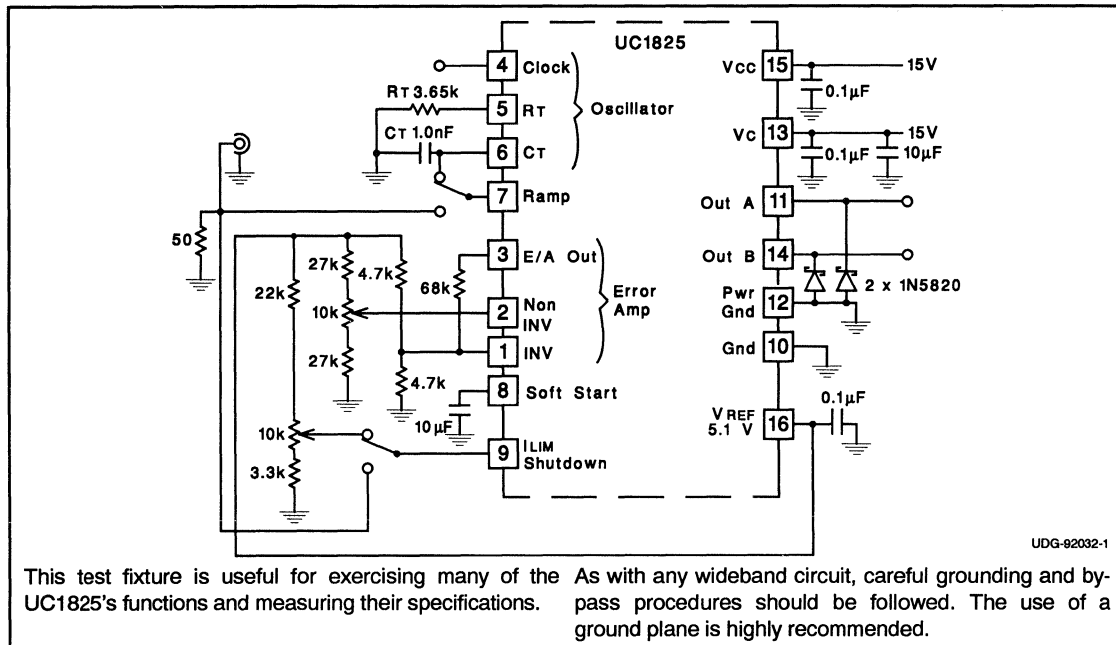 UC1825
4 Clock
RT 3.65k
5 RT
Oscillator
CT 1.0nF
6 CT
7 Ramp
50
3 E/A Out
27k
4.7k
68k
22k
Error
Amp
10k
2 Non
INV
27k
1 INV
4.7k
8 Soft Start
10µF
10k
9 ILIM
Shutdown
3.3k
Vcc 15
15V
0.1µF
Vc 13
15V
0.1µF
10µF
Out A 11
Out B 14
2 x 1N5820
Pwr
Gnd 12
Gnd 10
0.1µF
VREF
5.1 V 16
UDG-92032-1
This test fixture is useful for exercising many of the
UC1825's functions and measuring their specifications.
As with any wideband circuit, careful grounding and by-
pass procedures should be followed. The use of a
ground plane is highly recommended.